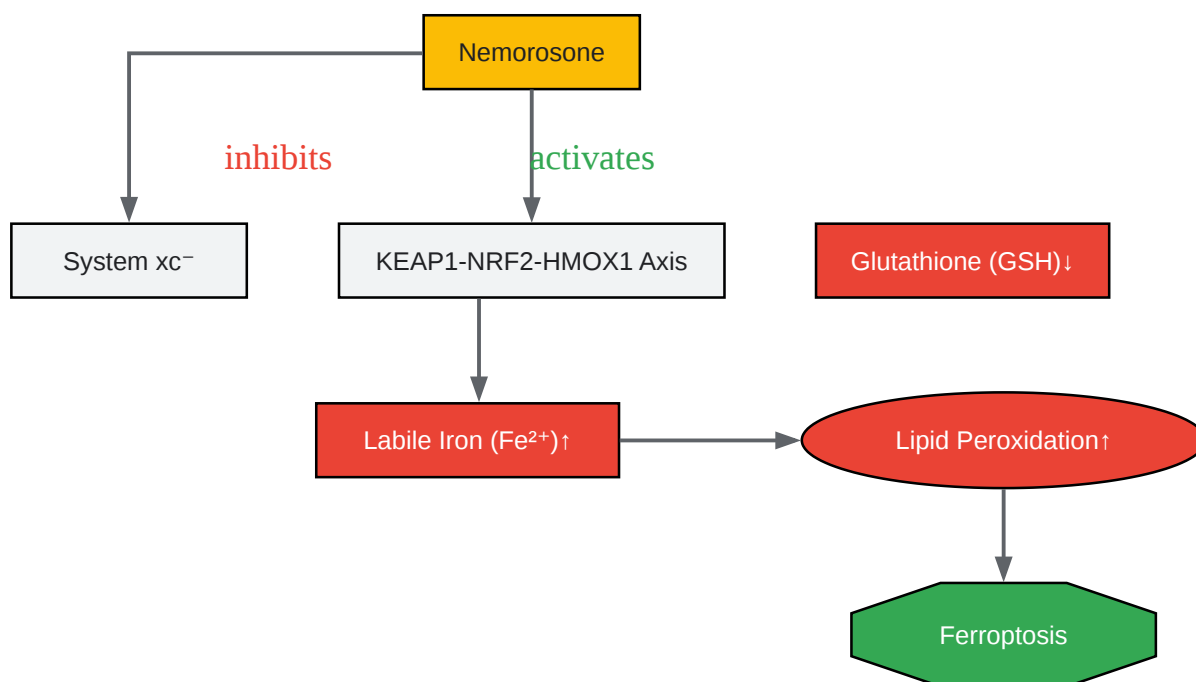 Nemorosone
inhibits
activates
System xc⁻
KEAP1-NRF2-HMOX1 Axis
Glutathione (GSH)↓
Labile Iron (Fe²⁺)↑
Lipid Peroxidation↑
Ferroptosis